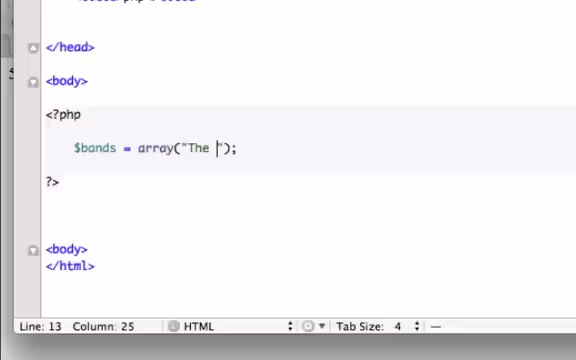 </head>
<body>
<?php
$bands = array("The ");
?>
<body>
</html>
Line: 13 Column: 25 L HTML Tab Size: 4 —